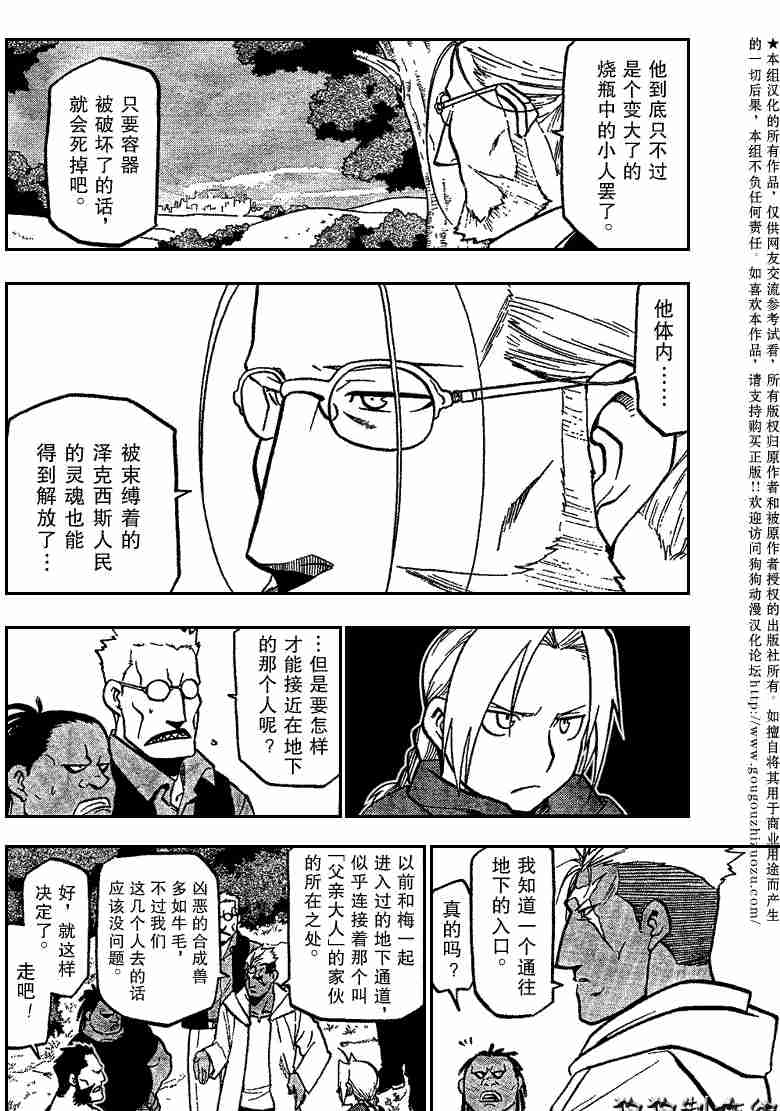 他到底只不过
是个变大了的
烧瓶中的小人
罢了。
只要容器
被破坏了的话，
就会死掉吧。
他体内……
被束缚着的
泽克西斯人民
的灵魂也能
得到解放了…
…但是要怎样
才能接近在地下
的那个人呢？
我知道一个通往
地下的入口。
真的吗？
以前和梅一起
进入过的地下通道，
似乎连接着那个叫
「父亲大人」的家伙
的所在之处。
凶恶的合成兽
多如牛毛，
不过我们
这几个人去的话
应该没问题。
好，就这样
决定了。
走吧！
★本组汉化的所有作品，仅供网友交流参考试看，所有版权归原作者和被原作者授权的出版社所有。如擅自将其用于商业用途而产生
的一切后果，本组不负任何责任。如喜欢本作品，请支持购买正版!!欢迎访问狗狗动漫汉化论坛http://www.gougouzhizuozu.com/